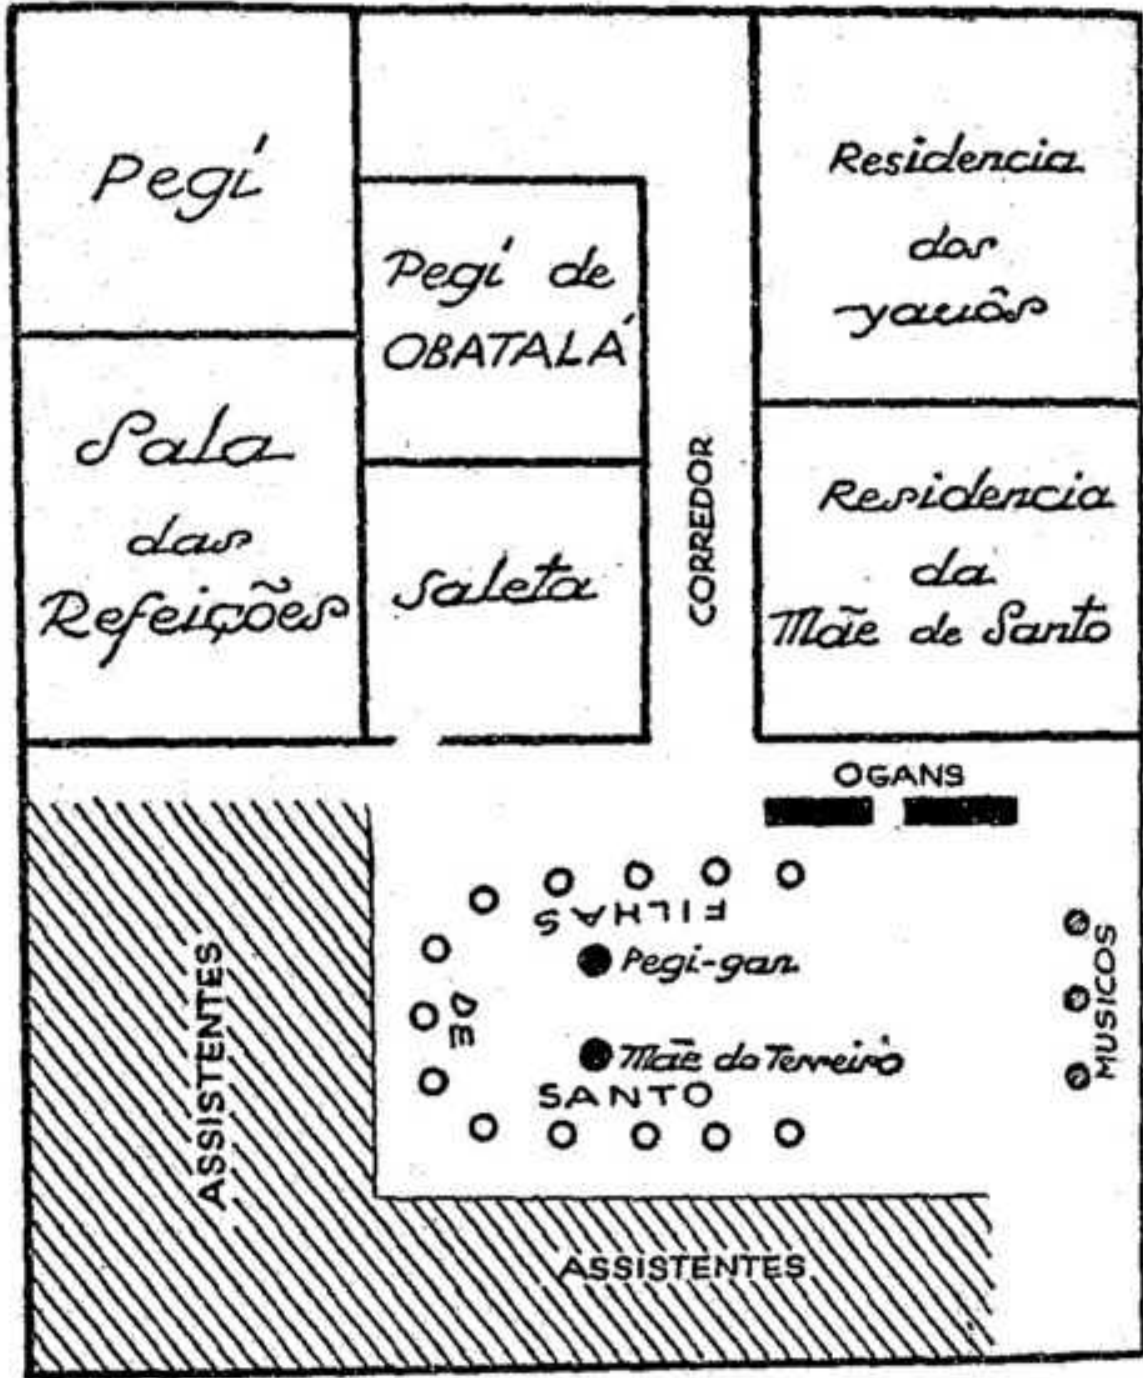 Pegí
Pegí de
OBATALÁ
Residencia
dos
yauôs
Sala
das
Refeições
saleta
CORREDOR
Residencia
da
Mãe de Santo
OGANS
FILHAS
DE
SANTO
Pegi-gan
Mãe do Terreiro
MUSICOS
ASSISTENTES
ASSISTENTES